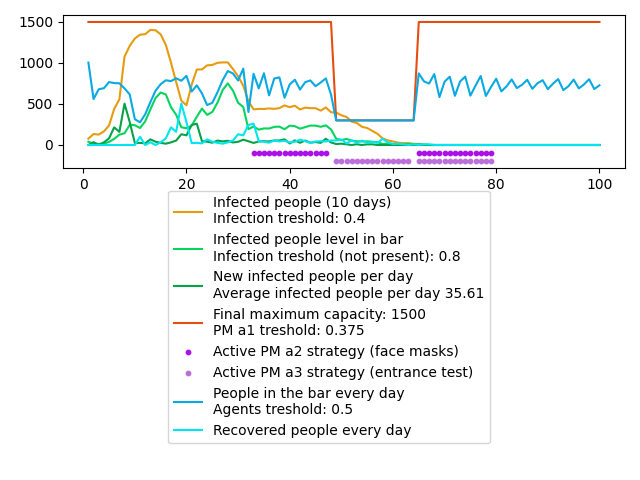 1500
1000
500
0
0
20
40
60
80
100
Infected people (10 days)
Infection treshold: 0.4
Infected people level in bar
Infection treshold (not present): 0.8
New infected people per day
Average infected people per day 35.61
Final maximum capacity: 1500
PM a1 treshold: 0.375
Active PM a2 strategy (face masks)
Active PM a3 strategy (entrance test)
People in the bar every day
Agents treshold: 0.5
Recovered people every day